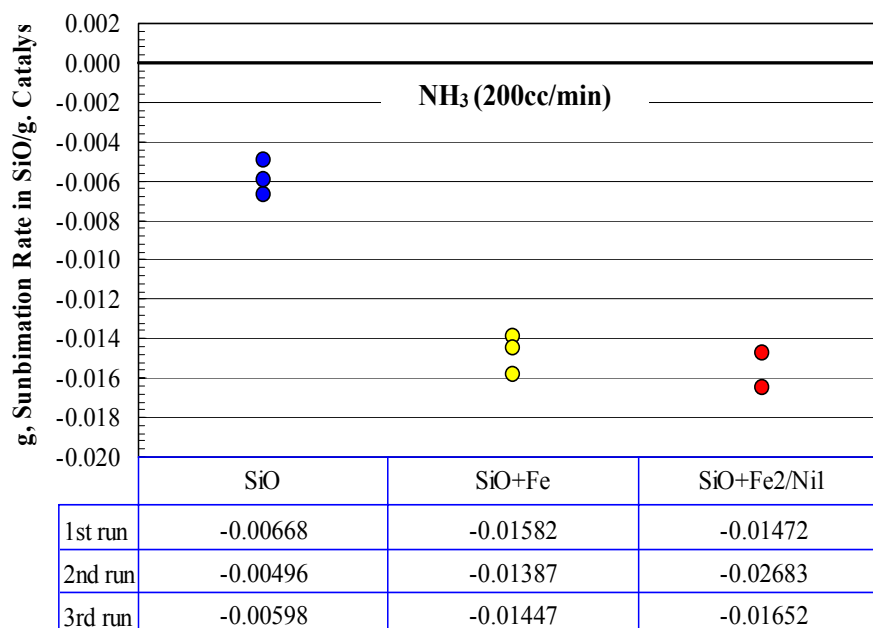 0.002
0.000
-0.002
-0.004
-0.006
-0.008
-0.010
-0.012
-0.014
-0.016
-0.018
-0.020
g, Sunbimation Rate in SiO/g. Catalys
NH₃ (200cc/min)
SiO SiO+Fe SiO+Fe2/Ni1
1st run -0.00668 -0.01582 -0.01472
2nd run -0.00496 -0.01387 -0.02683
3rd run -0.00598 -0.01447 -0.01652